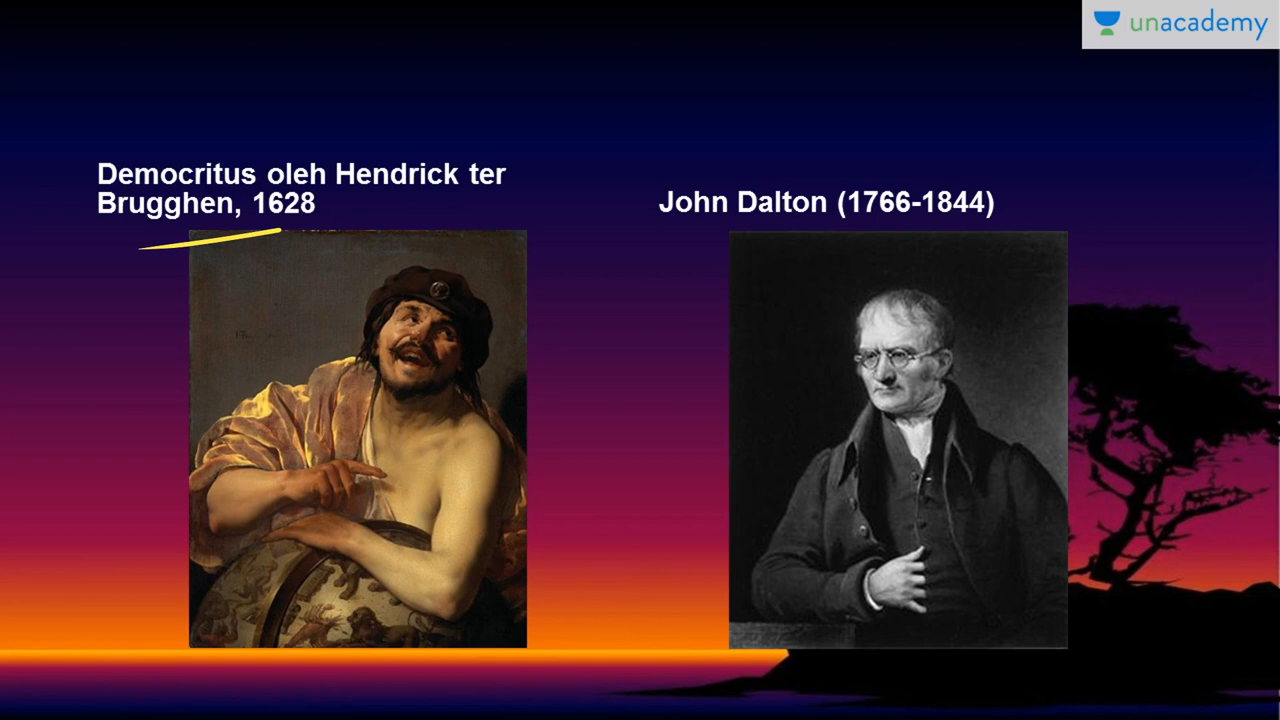 unacademy
Democritus oleh Hendrick ter
Brugghen, 1628
John Dalton (1766-1844)